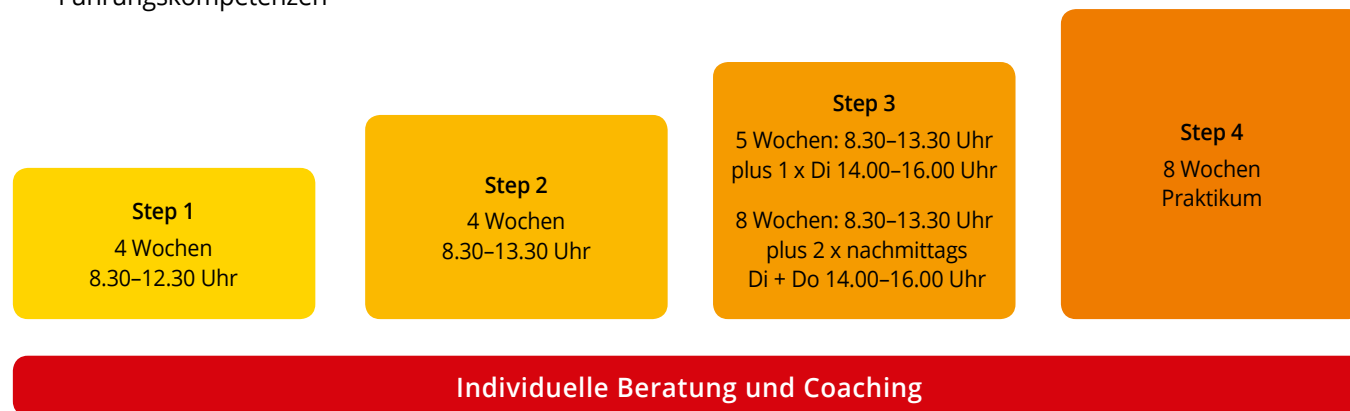 Führungskompetenzen
Step 1
4 Wochen
8.30–12.30 Uhr
Step 2
4 Wochen
8.30–13.30 Uhr
Step 3
5 Wochen: 8.30–13.30 Uhr
plus 1 x Di 14.00–16.00 Uhr
8 Wochen: 8.30–13.30 Uhr
plus 2 x nachmittags
Di + Do 14.00–16.00 Uhr
Step 4
8 Wochen
Praktikum
Individuelle Beratung und Coaching